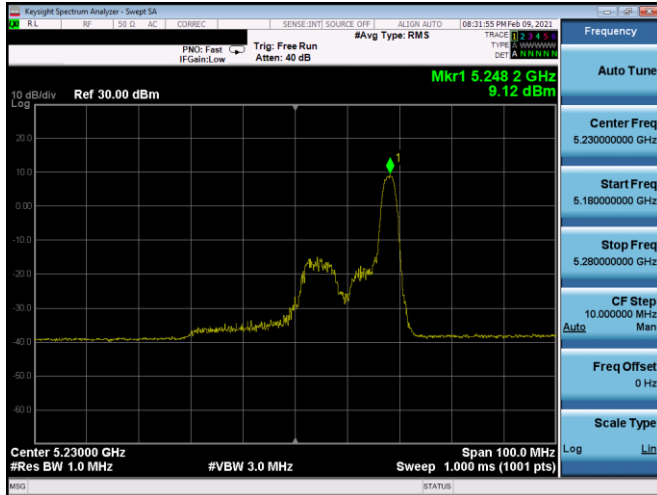 Keysight Spectrum Analyzer - Swept SA
RL RF 50 Ω AC CORREC SENSE:INT SOURCE OFF ALIGN AUTO 08:31:55 PM Feb 09, 2021
#Avg Type: RMS
TRACE 1 2 3 4 5 6
TYPE A WWWWW
DET A N N N N N
PNO: Fast
IFGain:Low
Trig: Free Run
Atten: 40 dB
Mkr1 5.248 2 GHz
9.12 dBm
10 dB/div
Log
Ref 30.00 dBm
20.0
10.0
0.00
-10.0
-20.0
-30.0
-40.0
-50.0
-60.0
1
Center 5.23000 GHz
Span 100.0 MHz
#Res BW 1.0 MHz
#VBW 3.0 MHz
Sweep 1.000 ms (1001 pts)
MSG
STATUS
Frequency
Auto Tune
Center Freq
5.230000000 GHz
Start Freq
5.180000000 GHz
Stop Freq
5.280000000 GHz
CF Step
10.000000 MHz
Auto Man
Freq Offset
0 Hz
Scale Type
Log Lin